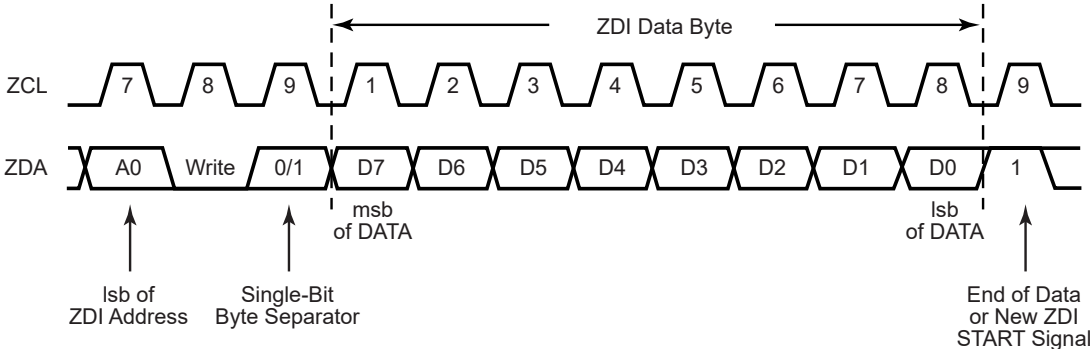 ZDI Data Byte
ZCL 7 8 9 1 2 3 4 5 6 7 8 9
ZDA A0 Write 0/1 D7 D6 D5 D4 D3 D2 D1 D0 1
msb
of DATA
lsb
of DATA
lsb of
ZDI Address
Single-Bit
Byte Separator
End of Data
or New ZDI
START Signal